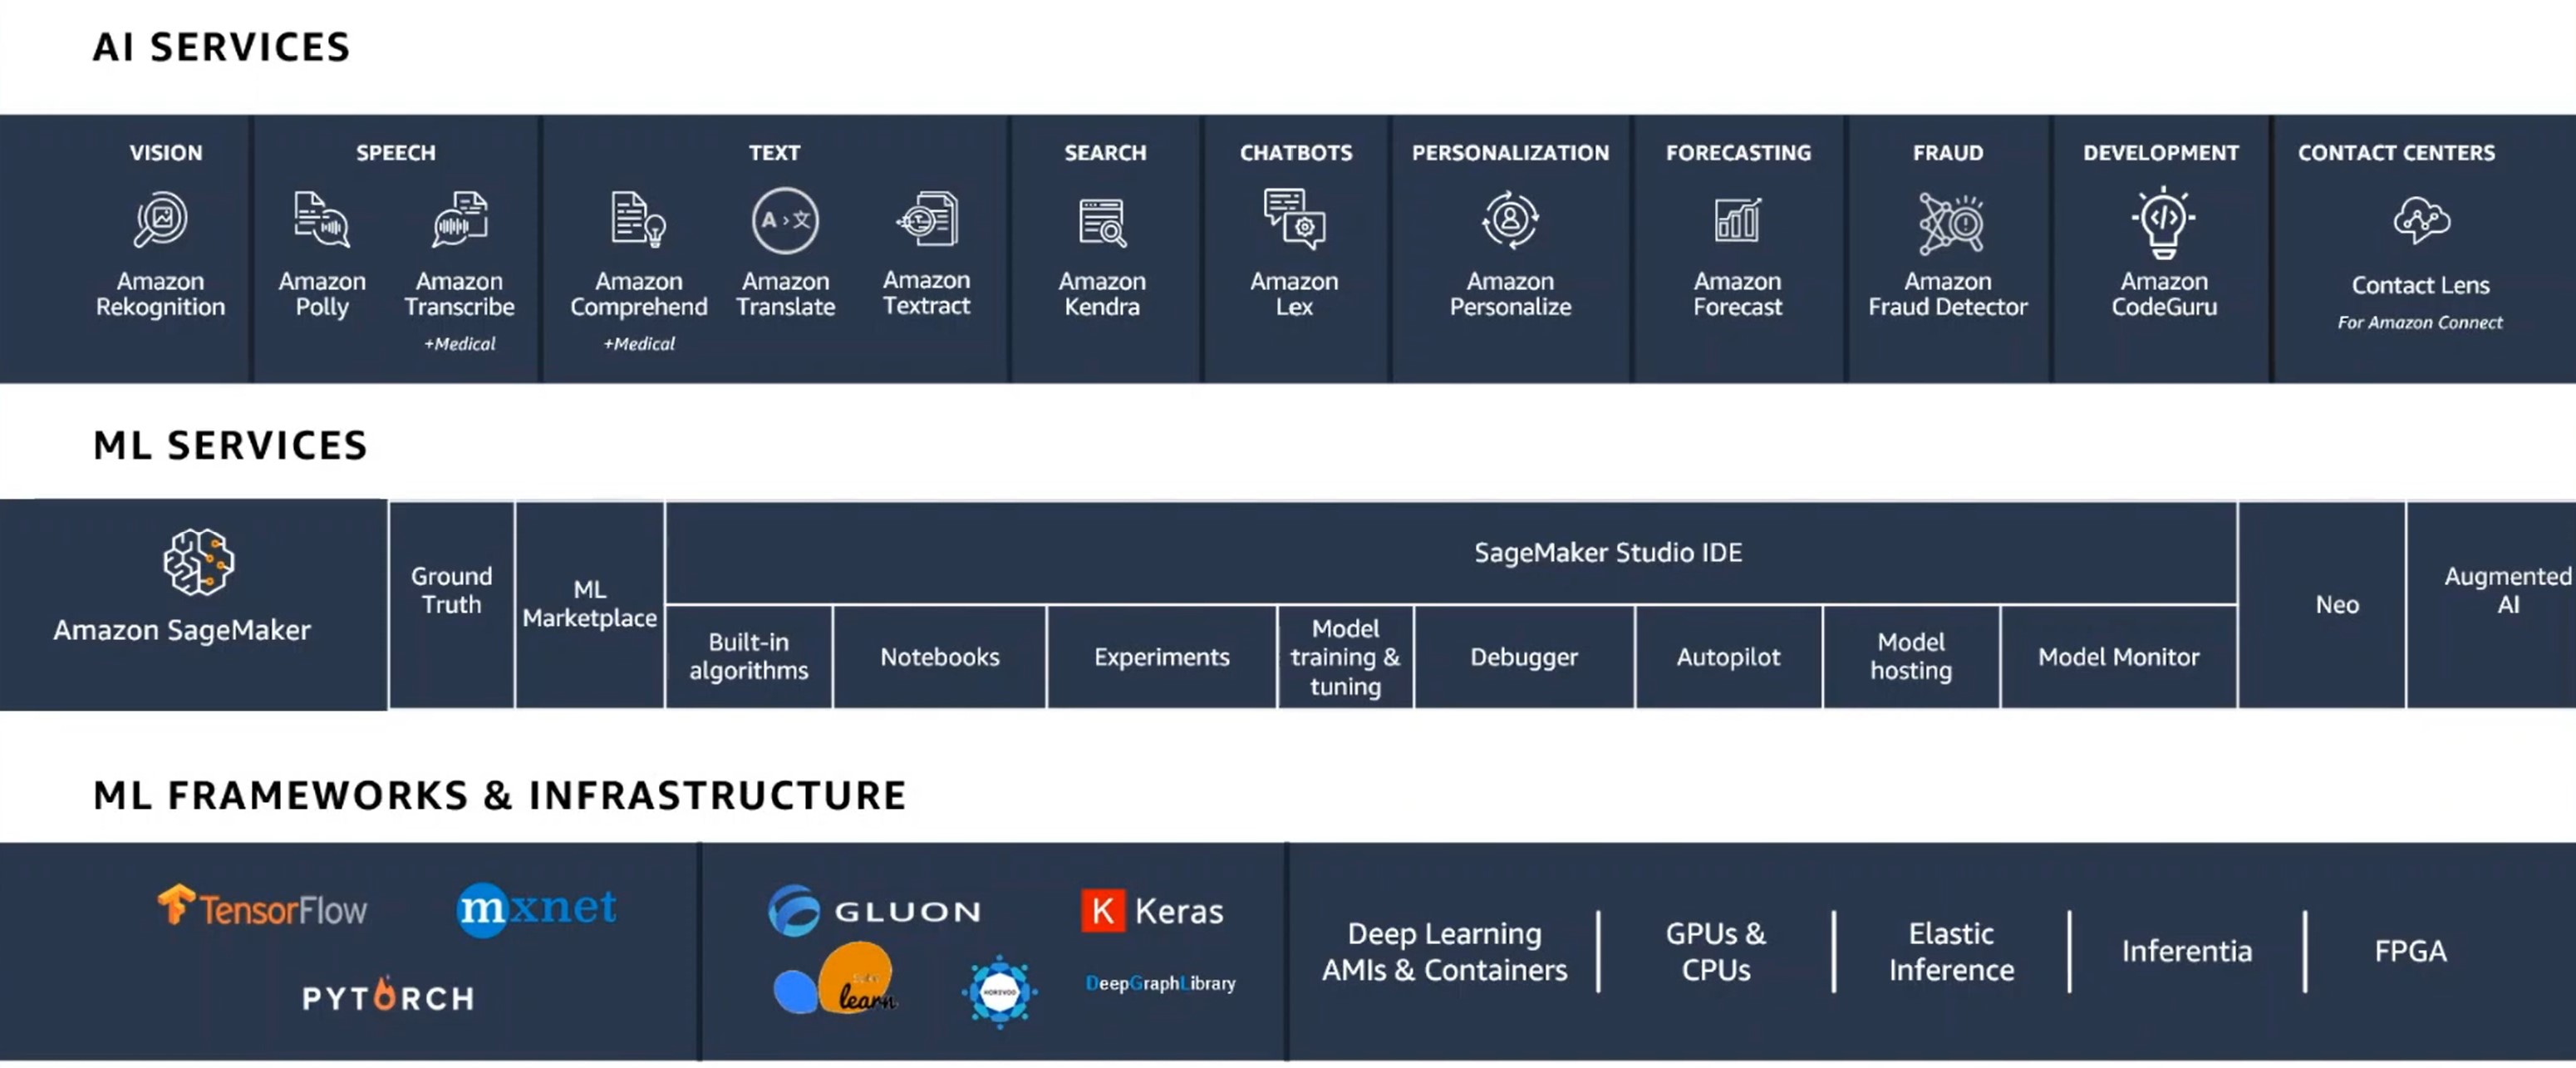 AI SERVICES
VISION
SPEECH
TEXT
SEARCH
CHATBOTS
PERSONALIZATION
FORECASTING
FRAUD
DEVELOPMENT
CONTACT CENTERS
A › 文
Amazon
Rekognition
Amazon
Polly
Amazon
Transcribe
+Medical
Amazon
Comprehend
+Medical
Amazon
Translate
Amazon
Textract
Amazon
Kendra
Amazon
Lex
Amazon
Personalize
Amazon
Forecast
Amazon
Fraud Detector
Amazon
CodeGuru
Contact Lens
For Amazon Connect
ML SERVICES
Amazon SageMaker
Ground
Truth
ML
Marketplace
SageMaker Studio IDE
Built-in
algorithms
Notebooks
Experiments
Model
training &
tuning
Debugger
Autopilot
Model
hosting
Model Monitor
Neo
Augmented
AI
ML FRAMEWORKS & INFRASTRUCTURE
TensorFlow
mxnet
PYTORCH
GLUON
K Keras
learn
HOROVOD
DeepGraphLibrary
Deep Learning
AMIs & Containers
GPUs &
CPUs
Elastic
Inference
Inferentia
FPGA